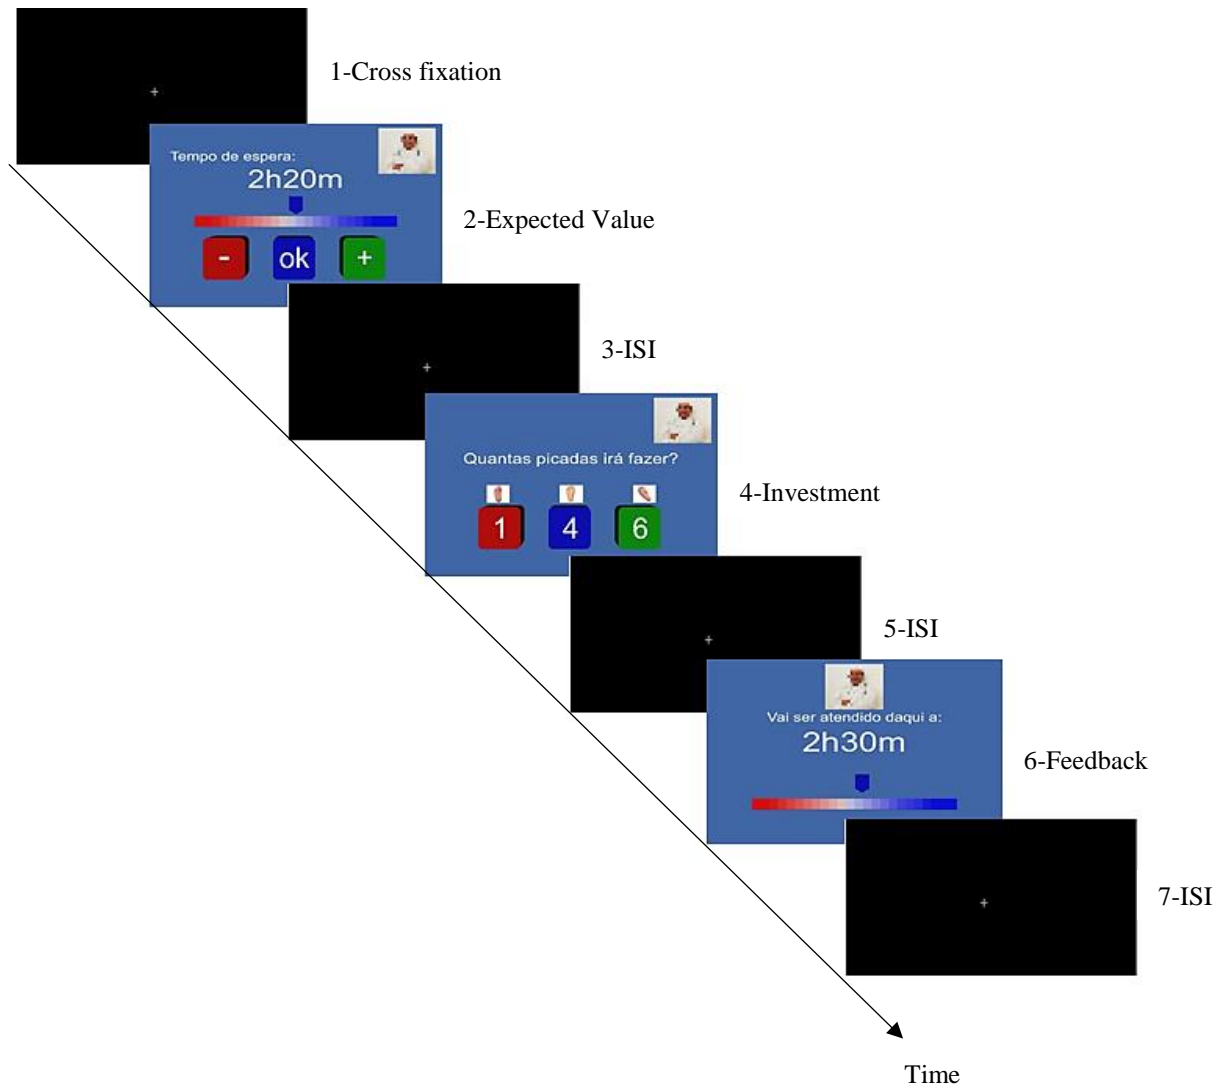 1-Cross fixation
Tempo de espera:
2h20m
- ok +
2-Expected Value
3-ISI
Quantas picadas irá fazer?
1 4 6
4-Investment
5-ISI
Vai ser atendido daqui a:
2h30m
6-Feedback
7-ISI
Time